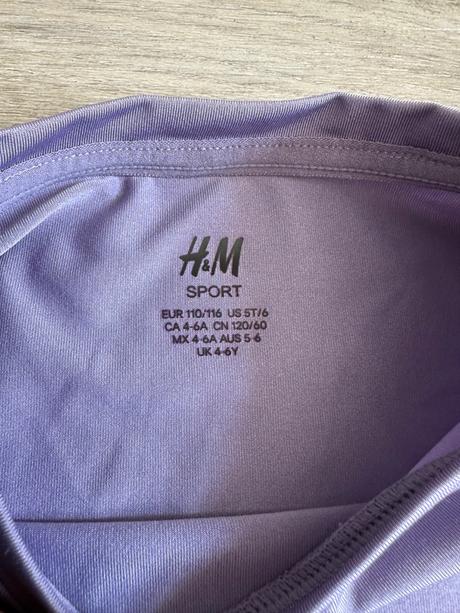 H&M
SPORT
EUR 110/116 US 5T/6
CA 4-6A CN 120/60
MX 4-6A AUS 5-6
UK 4-6Y